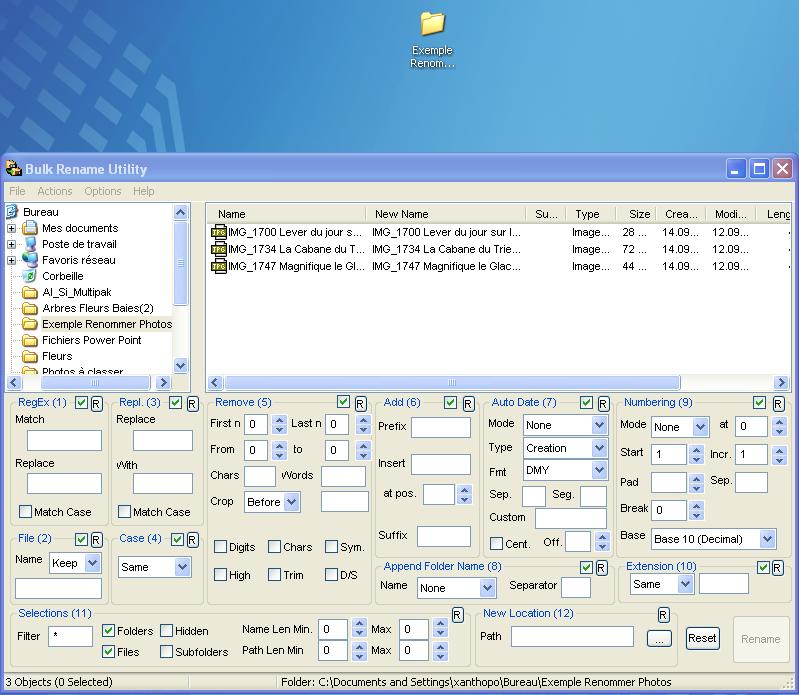 Exemple
Renom...
Bulk Rename Utility
File Actions Options Help
Bureau
Mes documents
Poste de travail
Favoris réseau
Corbeille
Al_Si_Multipak
Arbres Fleurs Baies(2)
Exemple Renommer Photos
Fichiers Power Point
Fleurs
Photos à classer
Name New Name Su... Type Size Crea... Modi... Leng
JPG IMG_1700 Lever du jour s... IMG_1700 Lever du jour sur l... Image... 28 ... 14.09... 12.09...
JPG IMG_1734 La Cabane du T... IMG_1734 La Cabane du Trie... Image... 72 ... 14.09... 12.09...
JPG IMG_1747 Magnifique le Gl... IMG_1747 Magnifique le Glac... Image... 44 ... 14.09... 12.09...
RegEx (1) R
Match
Replace
Match Case
Repl. (3) R
Replace
With
Match Case
File (2) R
Name Keep
Case (4) R
Same
Remove (5) R
First n 0 Last n 0
From 0 to 0
Chars Words
Crop Before
Digits Chars Sym.
High Trim D/S
Add (6) R
Prefix
Insert
at pos.
Suffix
Auto Date (7) R
Mode None
Type Creation
Fmt DMY
Sep. Seg.
Custom
Cent. Off.
Append Folder Name (8) R
Name None Separator
Numbering (9) R
Mode None at 0
Start 1 Incr. 1
Pad Sep.
Break 0
Base Base 10 (Decimal)
Extension (10) R
Same
Selections (11) R
Filter * Folders Hidden Name Len Min. 0 Max 0
Files Subfolders Path Len Min 0 Max 0
New Location (12) R
Path ...
Reset
Rename
3 Objects (0 Selected) Folder: C:\Documents and Settings\xanthopo\Bureau\Exemple Renommer Photos